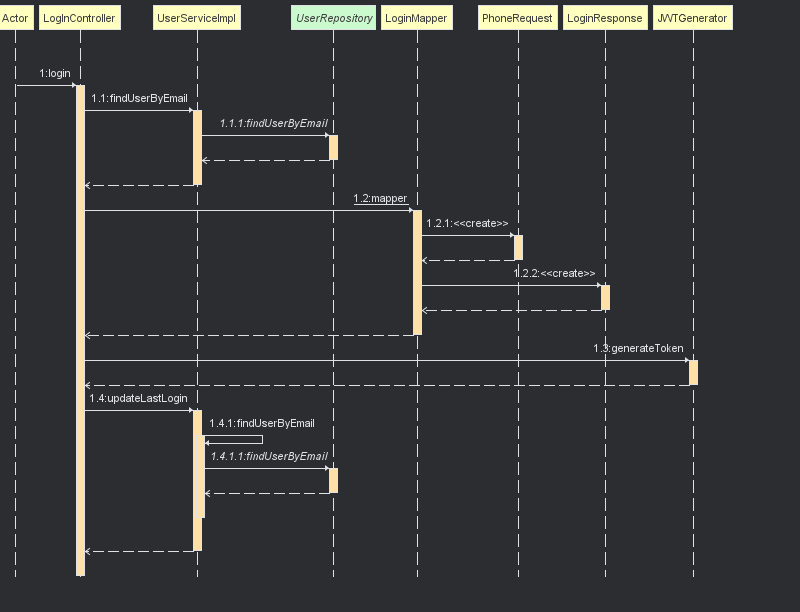 Actor
LogInController
UserServiceImpl
UserRepository
LoginMapper
PhoneRequest
LoginResponse
JWTGenerator
1:login
1.1:findUserByEmail
1.1.1:findUserByEmail
1.2:mapper
1.2.1:<<create>>
1.2.2:<<create>>
1.3:generateToken
1.4:updateLastLogin
1.4.1:findUserByEmail
1.4.1.1:findUserByEmail